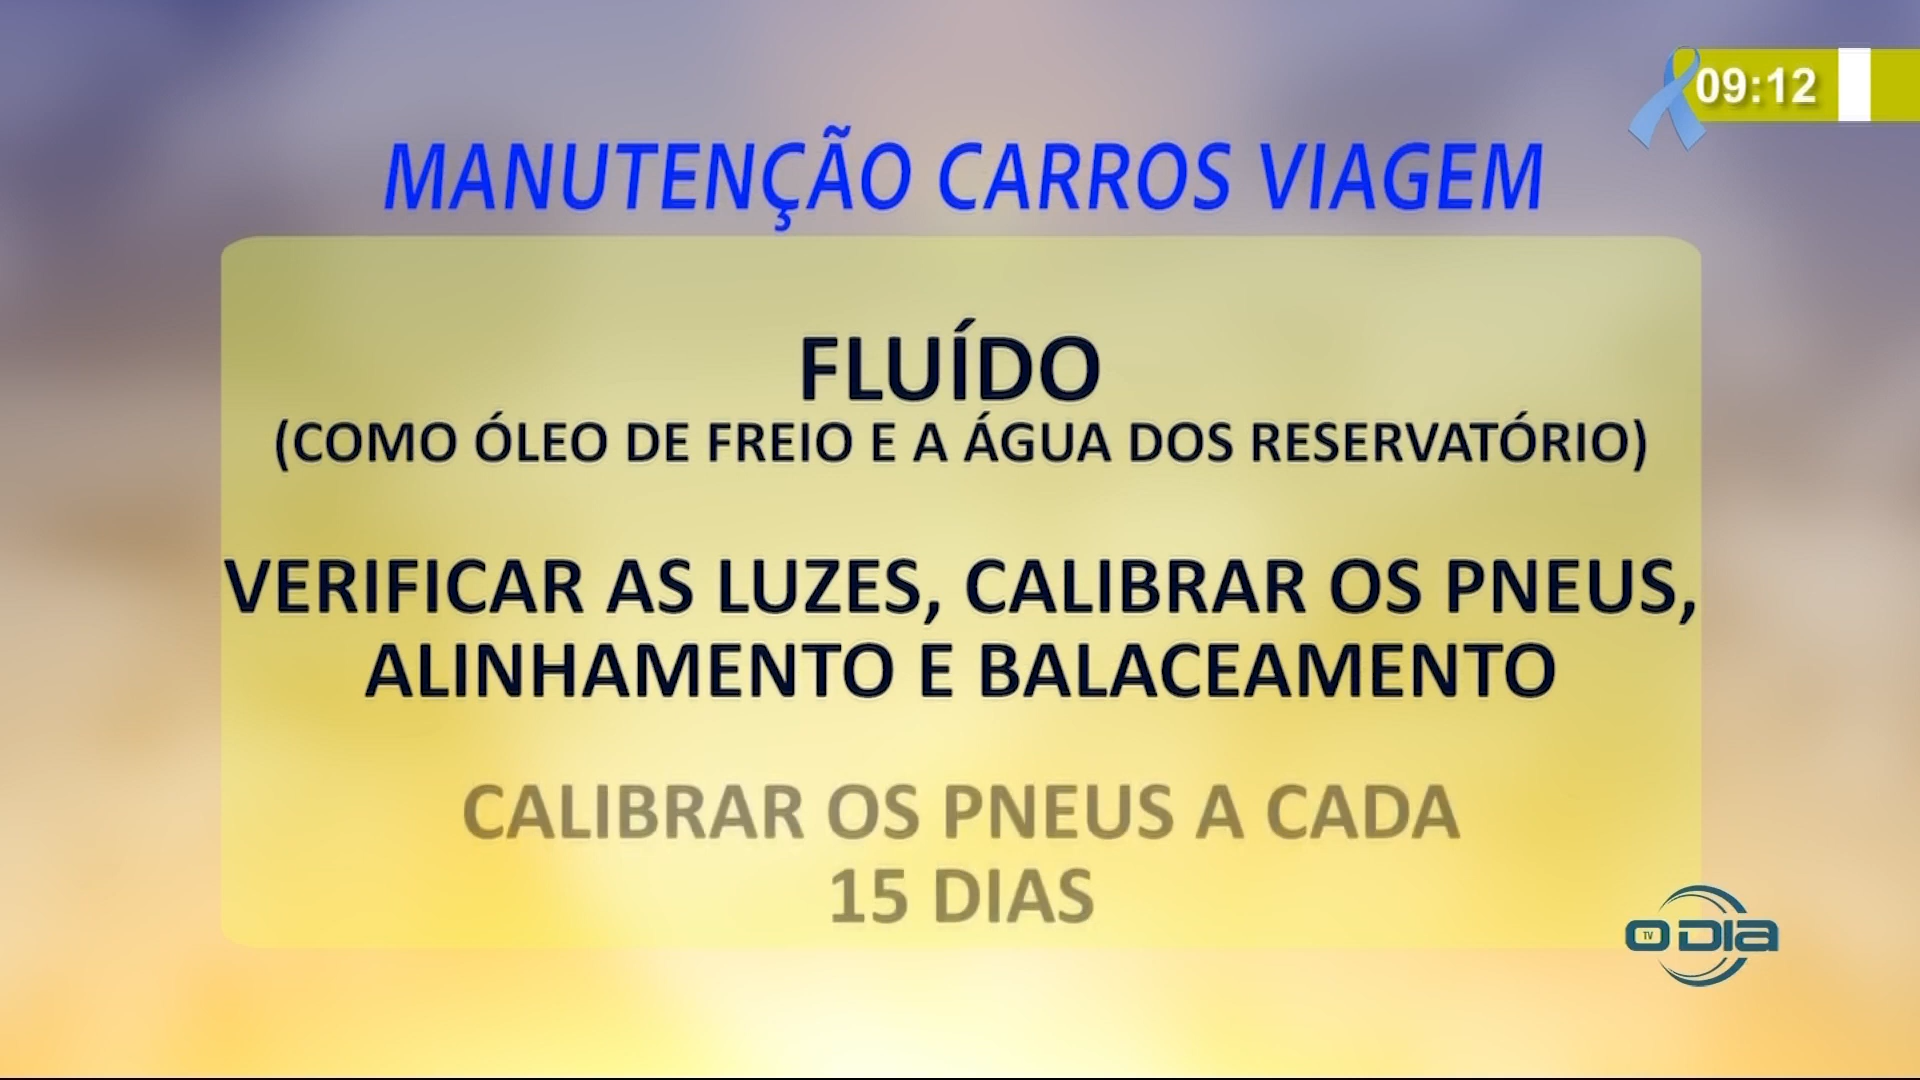 09:12
MANUTENÇÃO CARROS VIAGEM
FLUÍDO
(COMO ÓLEO DE FREIO E A ÁGUA DOS RESERVATÓRIO)
VERIFICAR AS LUZES, CALIBRAR OS PNEUS,
ALINHAMENTO E BALACEAMENTO
CALIBRAR OS PNEUS A CADA
15 DIAS
O DIA
TV